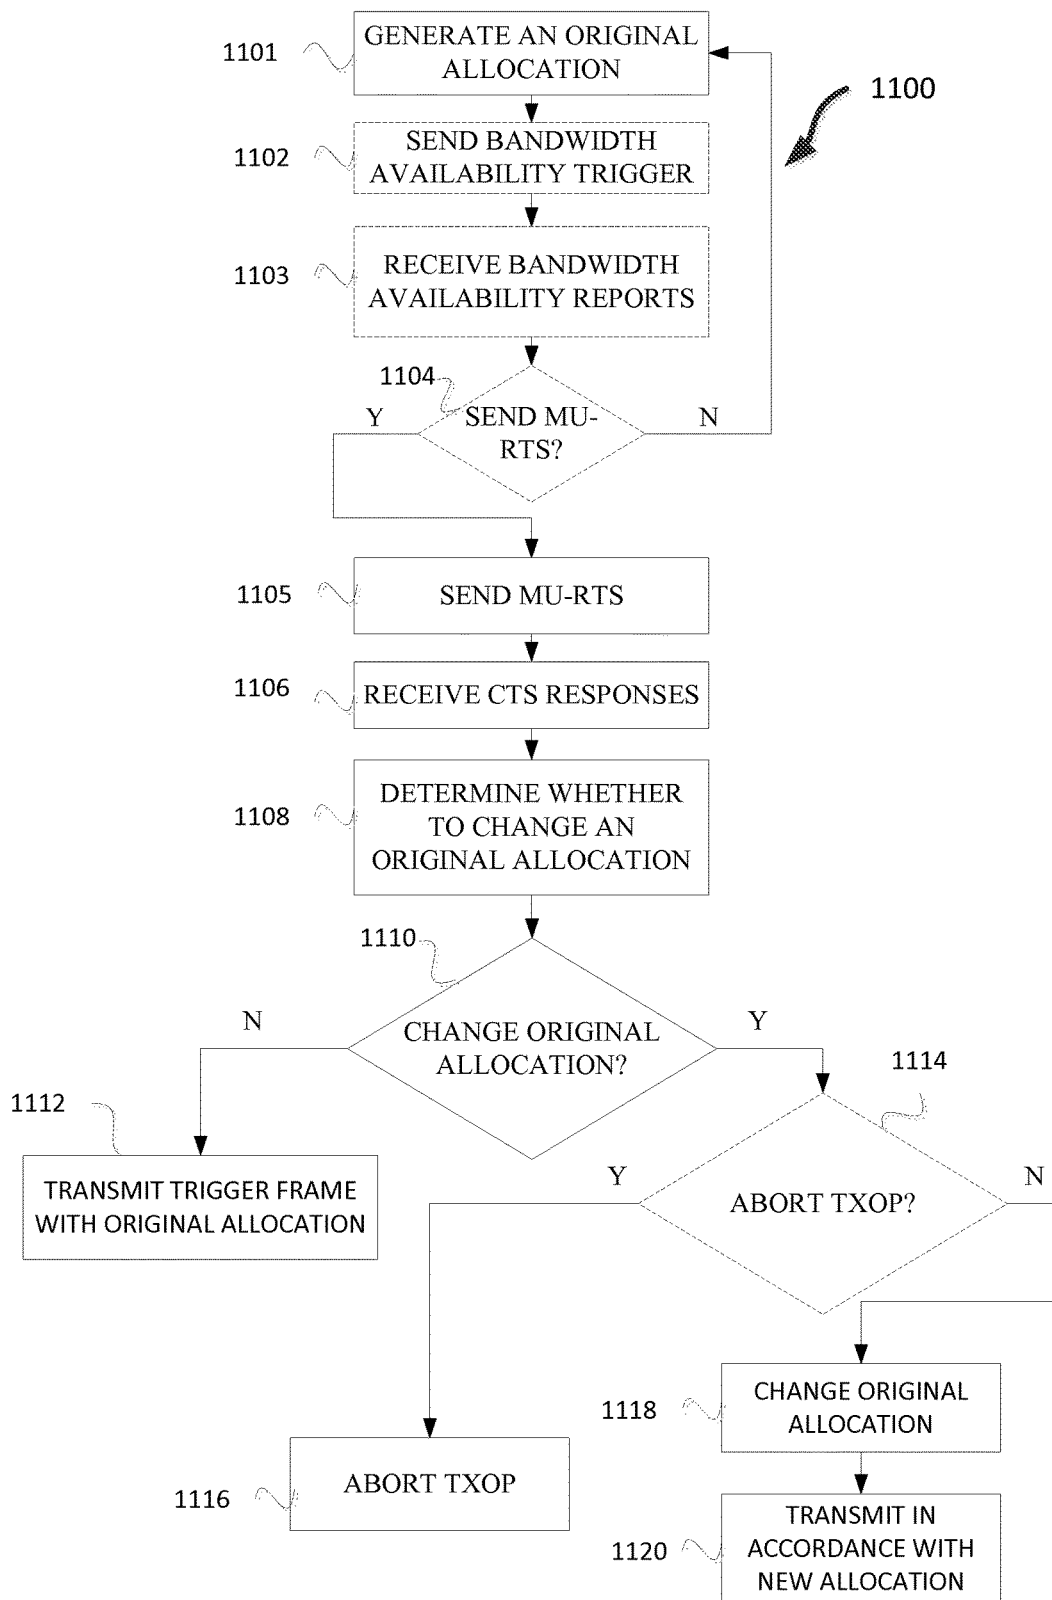 1101
GENERATE AN ORIGINAL
ALLOCATION
1100
1102
SEND BANDWIDTH
AVAILABILITY TRIGGER
1103
RECEIVE BANDWIDTH
AVAILABILITY REPORTS
1104
Y
SEND MU-
RTS?
N
1105
SEND MU-RTS
1106
RECEIVE CTS RESPONSES
1108
DETERMINE WHETHER
TO CHANGE AN
ORIGINAL ALLOCATION
1110
N
CHANGE ORIGINAL
ALLOCATION?
Y
1114
1112
TRANSMIT TRIGGER FRAME
WITH ORIGINAL ALLOCATION
Y
ABORT TXOP?
N
1118
CHANGE ORIGINAL
ALLOCATION
1116
ABORT TXOP
1120
TRANSMIT IN
ACCORDANCE WITH
NEW ALLOCATION